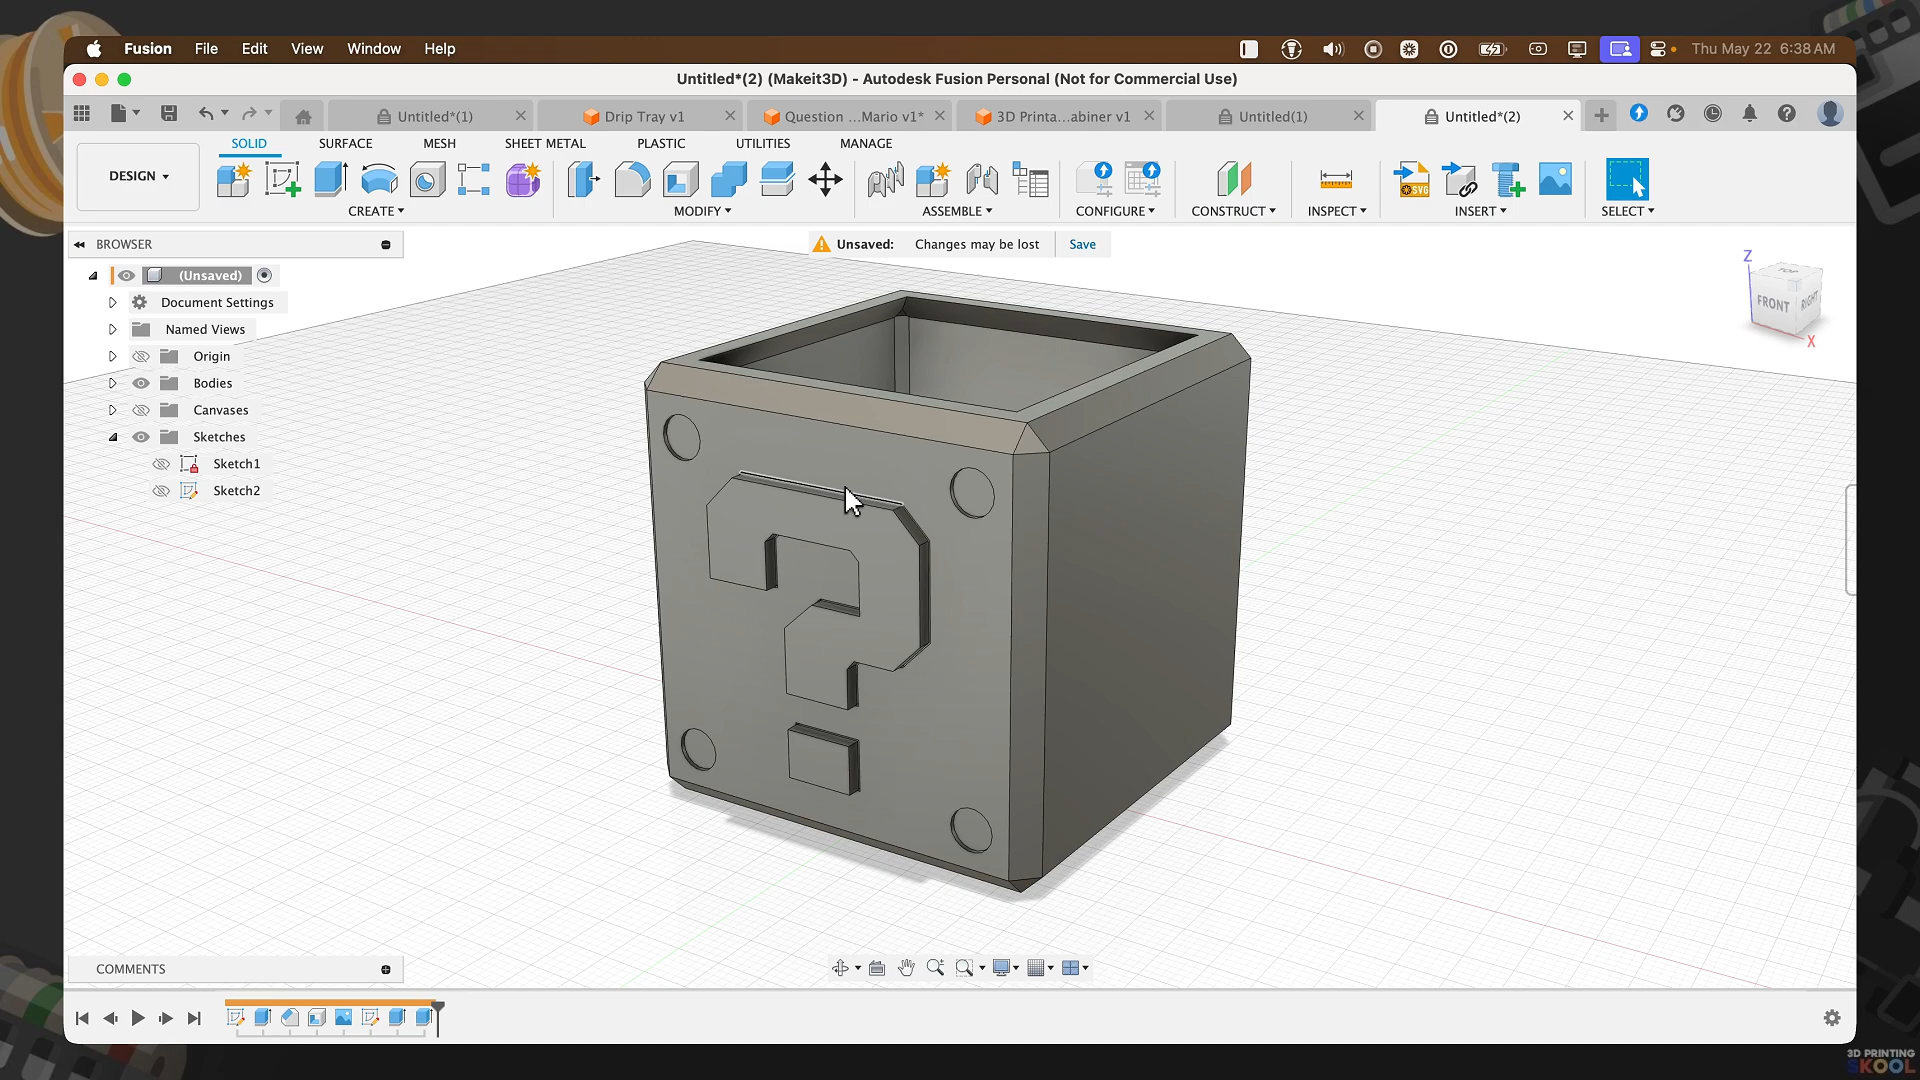 Fusion File Edit View Window Help Thu May 22 6:38 AM
Untitled*(2) (Makeit3D) - Autodesk Fusion Personal (Not for Commercial Use)
Untitled*(1) Drip Tray v1 Question ...Mario v1* 3D Printa...abiner v1 Untitled(1) Untitled*(2)
SOLID SURFACE MESH SHEET METAL PLASTIC UTILITIES MANAGE
DESIGN
SVG
CREATE MODIFY ASSEMBLE CONFIGURE CONSTRUCT INSPECT INSERT SELECT
BROWSER
Unsaved: Changes may be lost Save
(Unsaved)
Document Settings
Named Views
Origin
Bodies
Canvases
Sketches
Sketch1
Sketch2
Z
TOP
FRONT RIGHT
X
?
COMMENTS
3D PRINTING
SKOOL